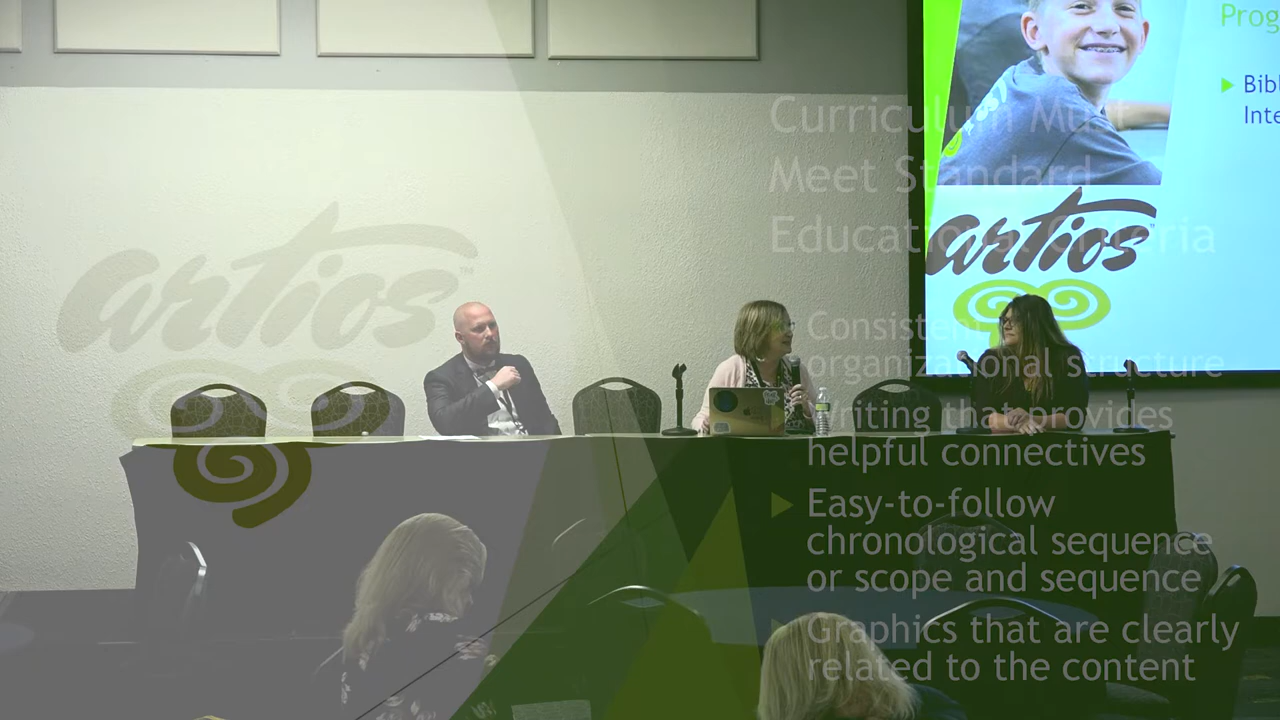 Prog
Bibl
Inte
artios
Curriculum Must
Meet Standard
Educational Criteria
artios™
Consistent
organizational structure
Writing that provides
helpful connectives
Easy-to-follow
chronological sequence
or scope and sequence
Graphics that are clearly
related to the content